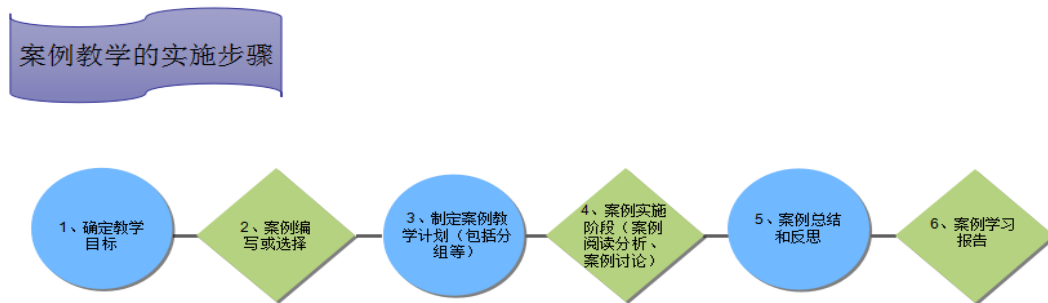 案例教学的实施步骤
1、确定教学
目标
2、案例编
写或选择
3、制定案例教
学计划（包括分
组等）
4、案例实施
阶段（案例
阅读分析、
案例讨论）
5、案例总结
和反思
6、案例学习
报告